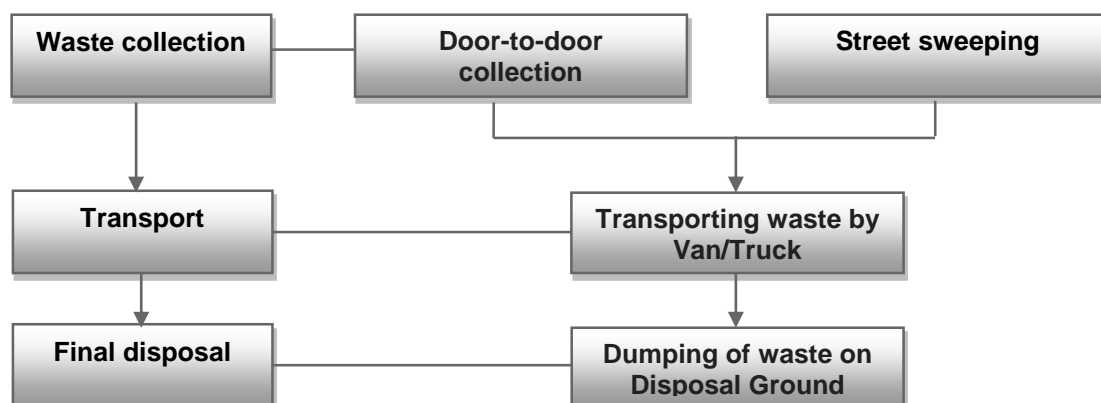 Waste collection
Door-to-door
collection
Street sweeping
Transport
Transporting waste by
Van/Truck
Final disposal
Dumping of waste on
Disposal Ground